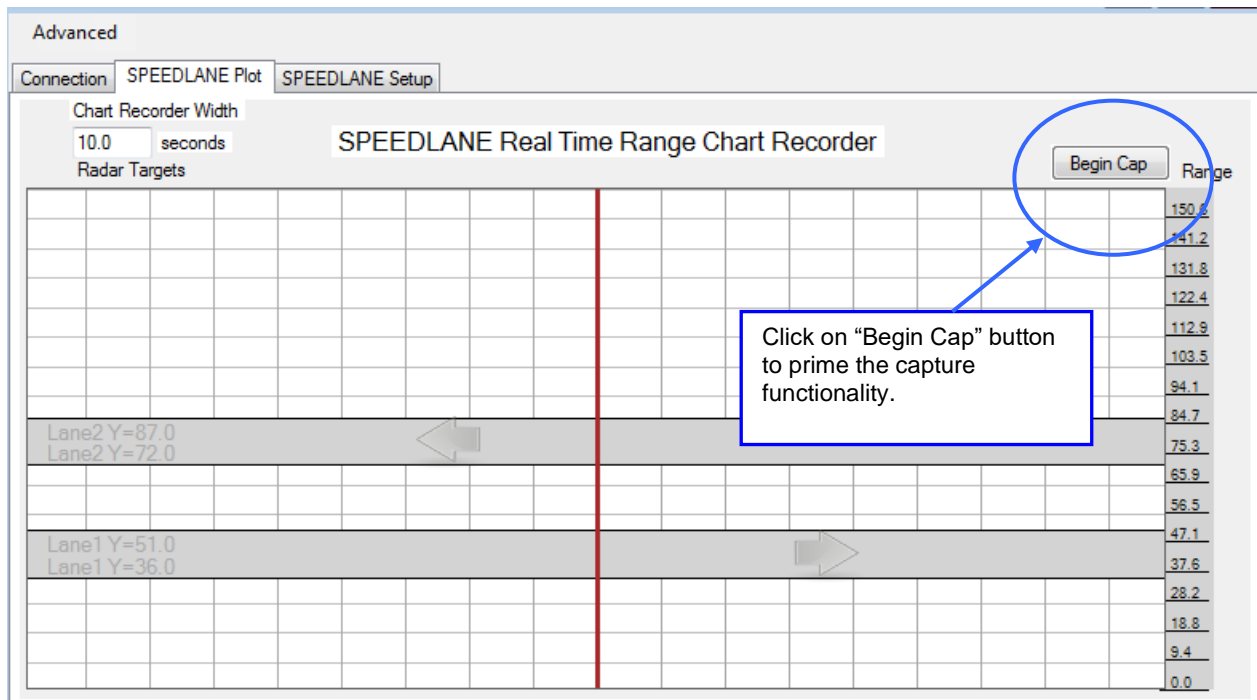 Advanced
Connection SPEEDLANE Plot SPEEDLANE Setup
Chart Recorder Width
10.0 seconds
SPEEDLANE Real Time Range Chart Recorder
Radar Targets
Begin Cap
Range
150.6
141.2
131.8
122.4
112.9
103.5
94.1
84.7
75.3
65.9
56.5
47.1
37.6
28.2
18.8
9.4
0.0
Click on “Begin Cap” button
to prime the capture
functionality.
Lane2 Y=87.0
Lane2 Y=72.0
Lane1 Y=51.0
Lane1 Y=36.0